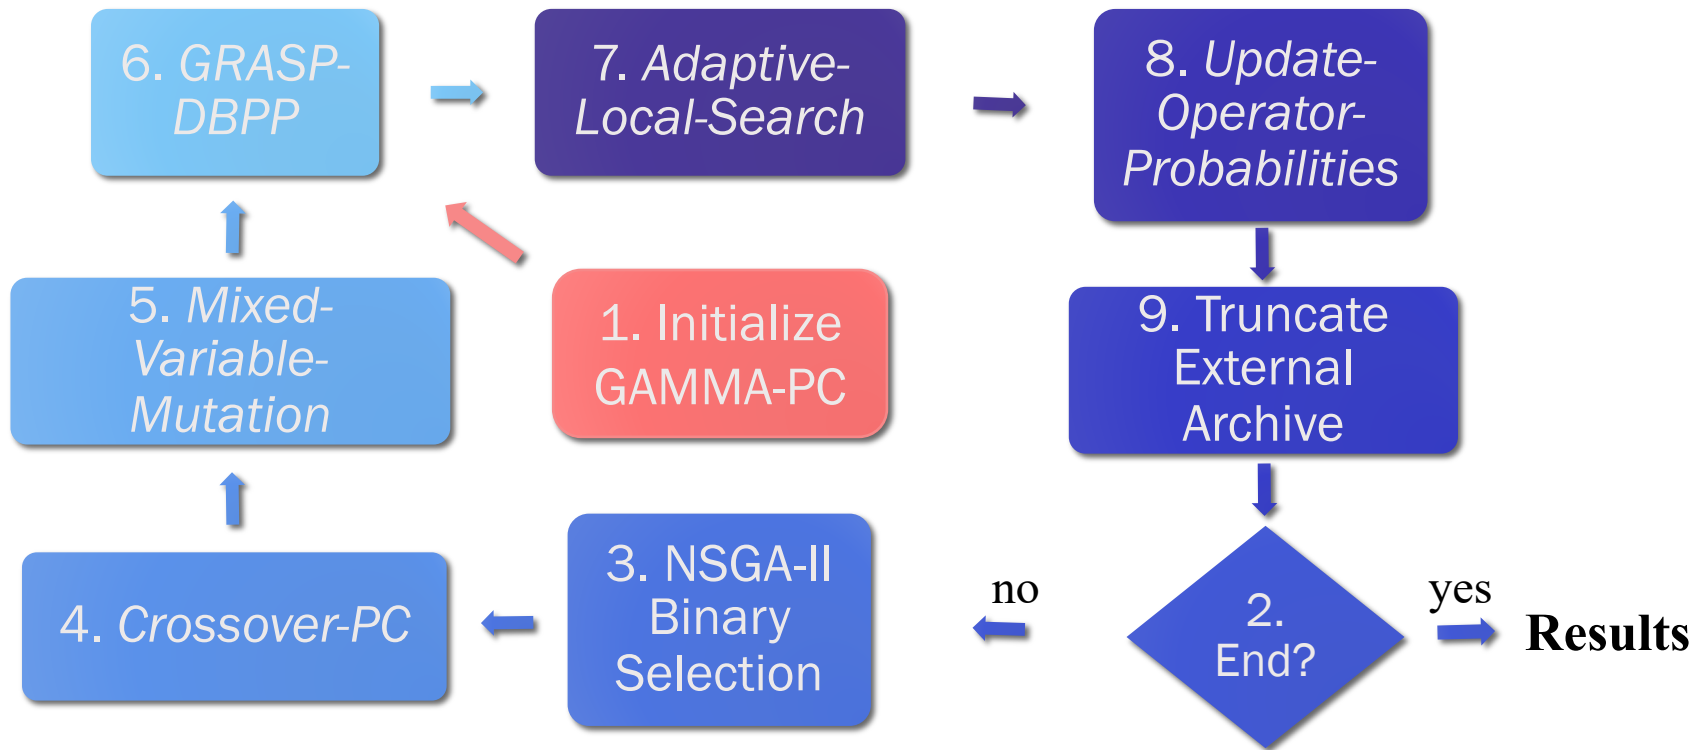 6. GRASP-
DBPP
7. Adaptive-
Local-Search
8. Update-
Operator-
Probabilities
5. Mixed-
Variable-
Mutation
1. Initialize
GAMMA-PC
9. Truncate
External
Archive
4. Crossover-PC
3. NSGA-II
Binary
Selection
no
2.
End?
yes
Results